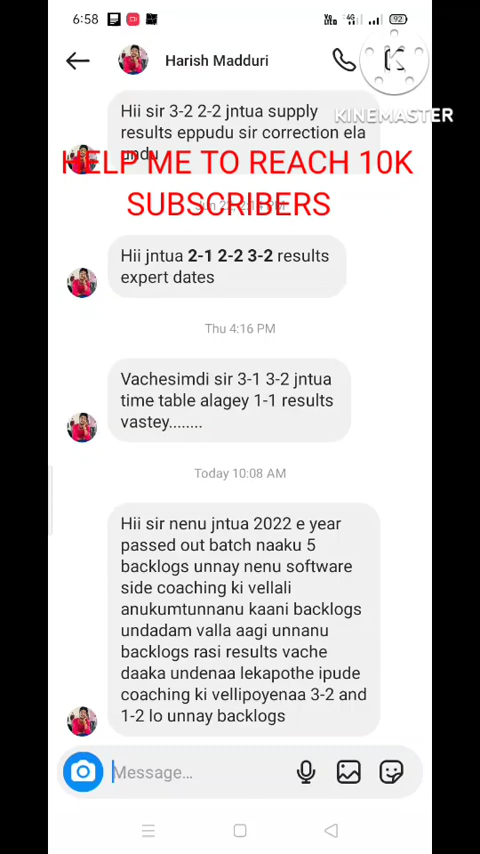 6:58
92
Harish Madduri
KINEMASTER
Hii sir 3-2 2-2 jntua supply
results eppudu sir correction ela
undu
HELP ME TO REACH 10K
SUBSCRIBERS
Hii jntua 2-1 2-2 3-2 results
expert dates
Thu 4:16 PM
Vachesimdi sir 3-1 3-2 jntua
time table alagey 1-1 results
vastey........
Today 10:08 AM
Hii sir nenu jntua 2022 e year
passed out batch naaku 5
backlogs unnay nenu software
side coaching ki vellali
anukumtunnanu kaani backlogs
undadam valla aagi unnanu
backlogs rasi results vache
daaka undenaa lekapothe ipude
coaching ki vellipoyenaa 3-2 and
1-2 lo unnay backlogs
Message...